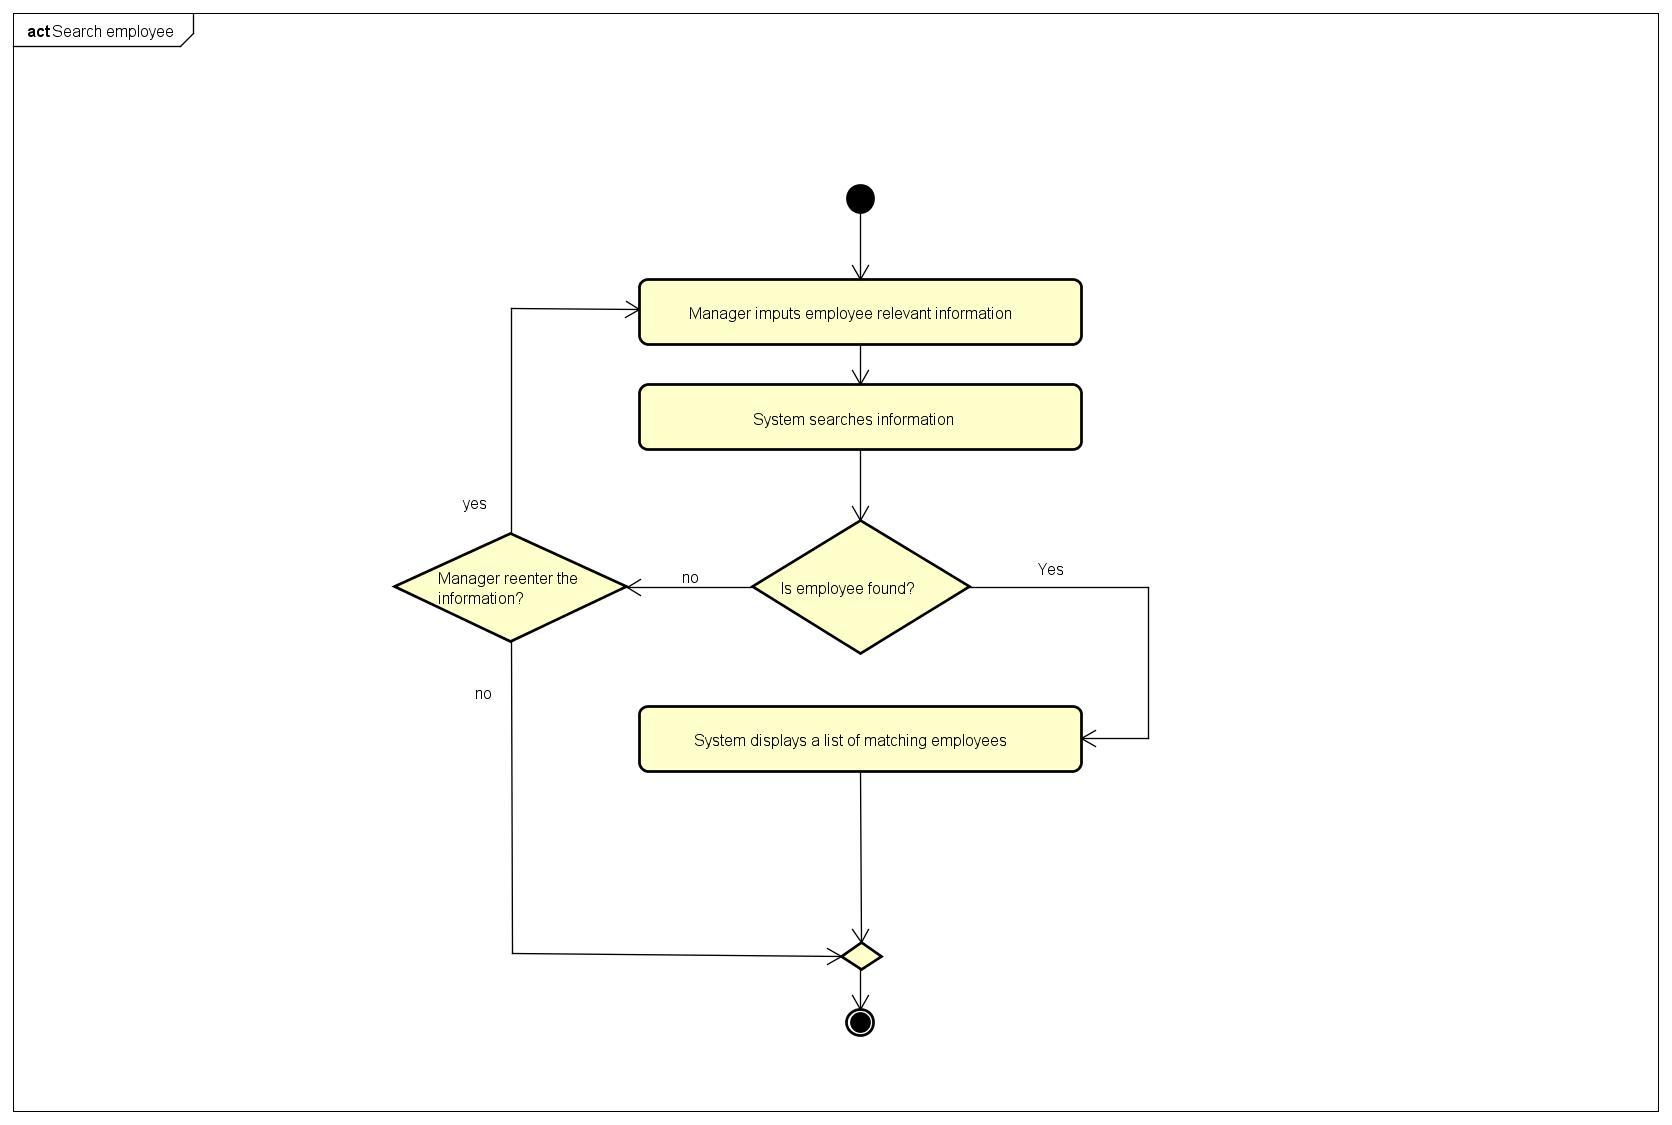 act Search employee
Manager imputs employee relevant information
System searches information
yes
Manager reenter the
information?
no
Is employee found?
Yes
no
System displays a list of matching employees